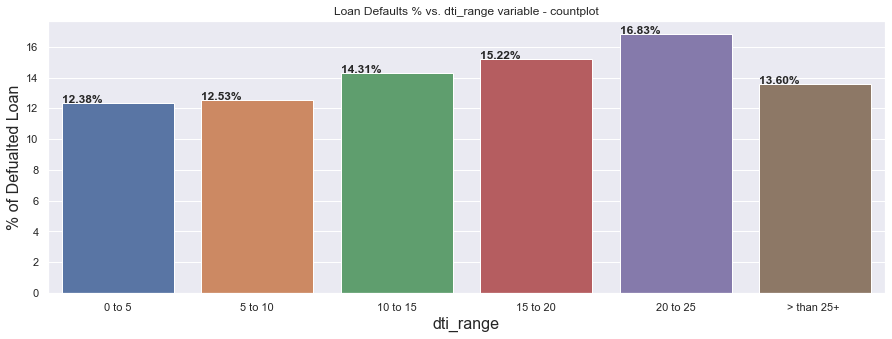 Loan Defaults % vs. dti_range variable - countplot
% of Defualted Loan
16
14
12
10
8
6
4
2
0
12.38%
12.53%
14.31%
15.22%
16.83%
13.60%
0 to 5
5 to 10
10 to 15
15 to 20
20 to 25
> than 25+
dti_range